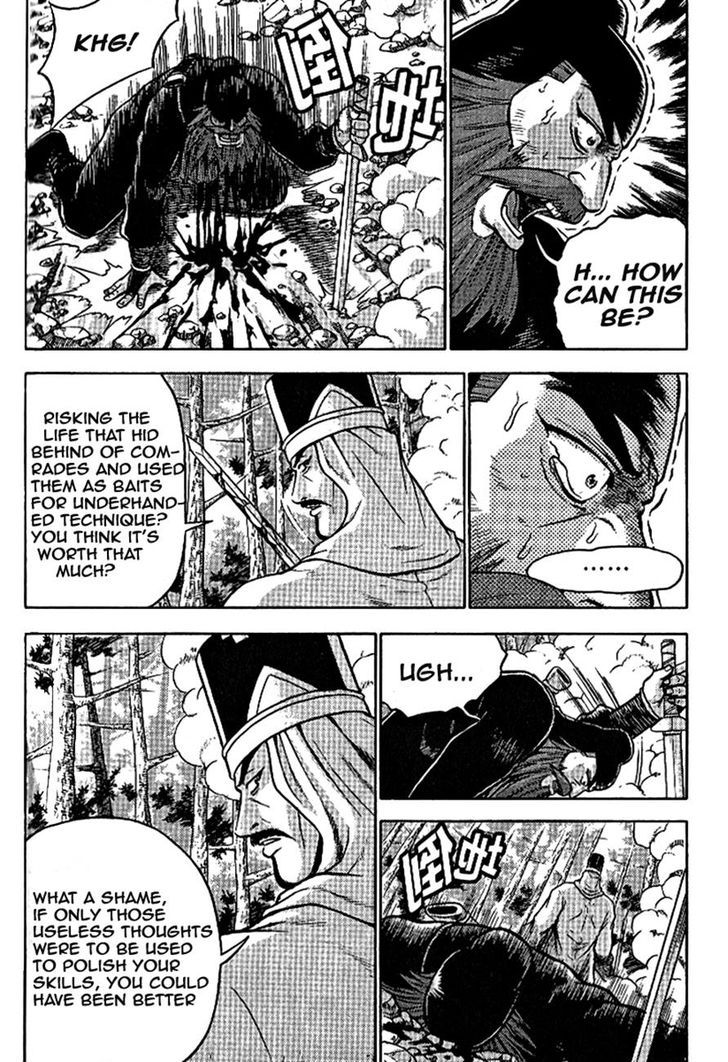 H... HOW
CAN THIS
BE?
KHG!
......
RISKING THE
LIFE THAT HID
BEHIND OF COM-
RADES AND USED
THEM AS BAITS
FOR UNDERHAND-
ED TECHNIQUE?
YOU THINK IT'S
WORTH THAT
MUCH?
UGH...
WHAT A SHAME,
IF ONLY THOSE
USELESS THOUGHTS
WERE TO BE USED
TO POLISH YOUR
SKILLS, YOU COULD
HAVE BEEN BETTER